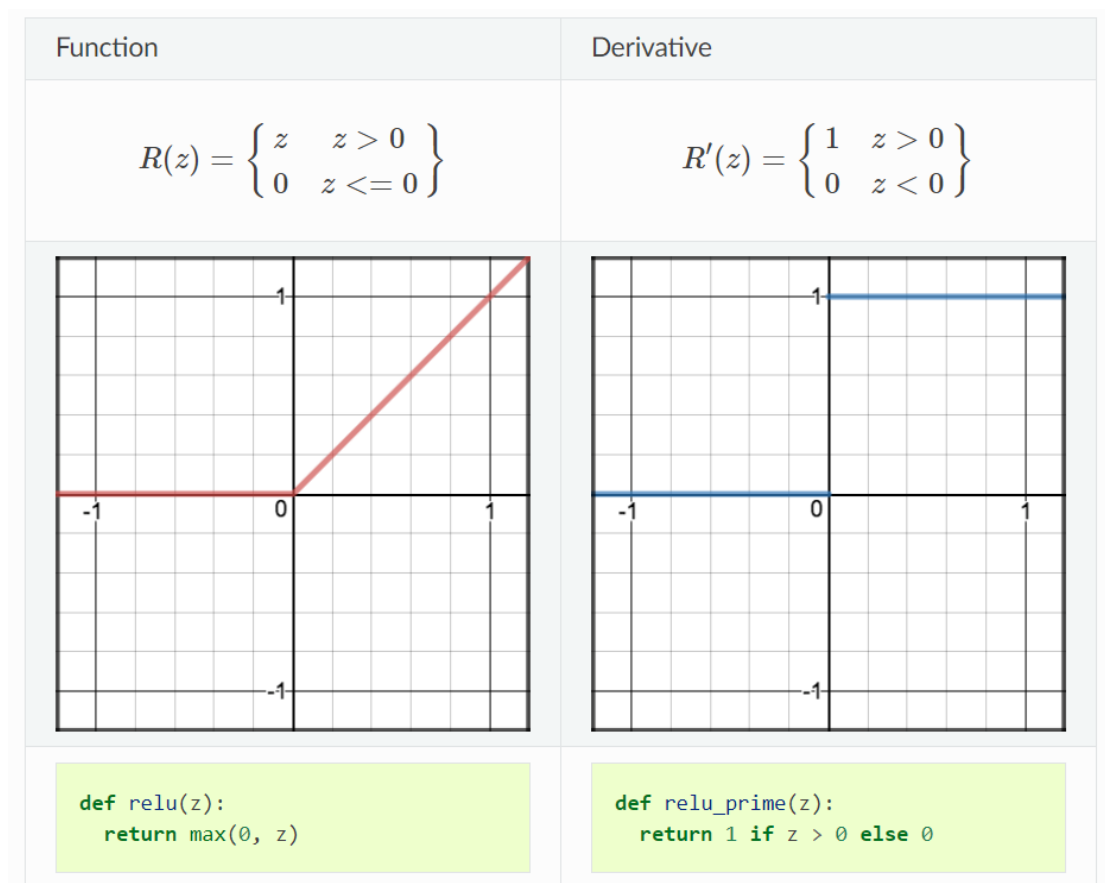 Function
Derivative
R(z) = { z z > 0
0 z <= 0 }
R′(z) = { 1 z > 0
0 z < 0 }
1
-1 0 1
-1
1
-1 0 1
-1
def relu(z):
  return max(0, z)
def relu_prime(z):
  return 1 if z > 0 else 0